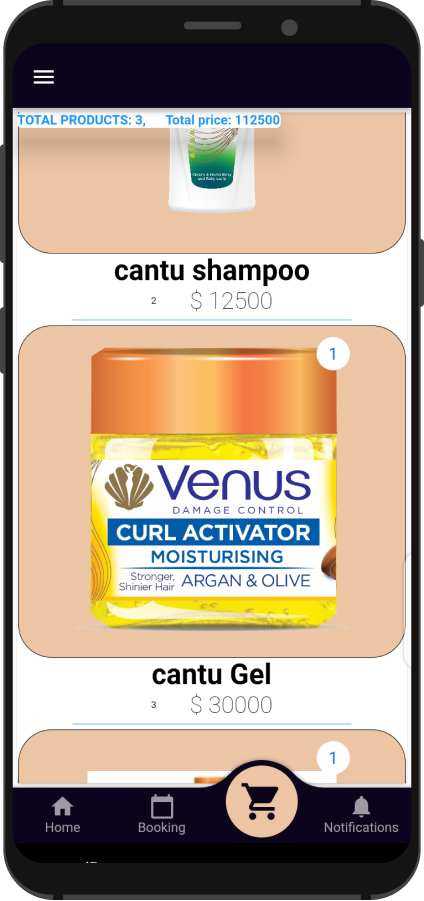 TOTAL PRODUCTS: 3, Total price: 112500
cantu shampoo
2 $ 12500
1
Venus
DAMAGE CONTROL
CURL ACTIVATOR
MOISTURISING
Stronger, Shinier Hair ARGAN & OLIVE
cantu Gel
3 $ 30000
1
Home Booking Notifications